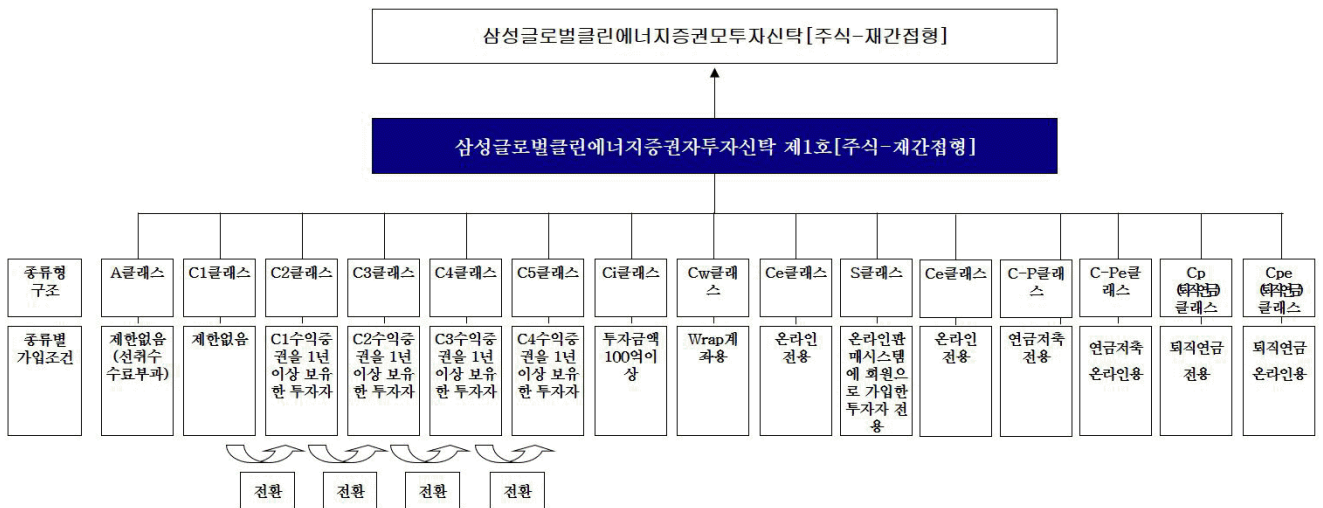 삼성글로벌클린에너지증권모투자신탁[주식-재간접형]
삼성글로벌클린에너지증권자투자신탁 제1호[주식-재간접형]
종류형
구조
A클래스
C1클래스
C2클래스
C3클래스
C4클래스
C5클래스
Ci클래스
Cw클래
스
Ce클래스
S클래스
Ce클래스
C-P클래
스
C-Pe클
래스
Cp
(퇴직연금)
클래스
Cpe
(퇴직연금)
클래스
종류별
가입조건
제한없음
(선취수
수료부과)
제한없음
C1수익증
권을 1년
이상 보유
한 투자자
C2수익증
권을 1년
이상 보유
한 투자자
C3수익증
권을 1년
이상 보유
한 투자자
C4수익증
권을 1년
이상 보유
한 투자자
투자금액
100억이
상
Wrap계
좌용
온라인
전용
온라인판
매시스템
에 회원으
로 가입한
투자자 전
용
온라인
전용
연금저축
전용
연금저축
온라인용
퇴직연금
전용
퇴직연금
온라인용
전환
전환
전환
전환